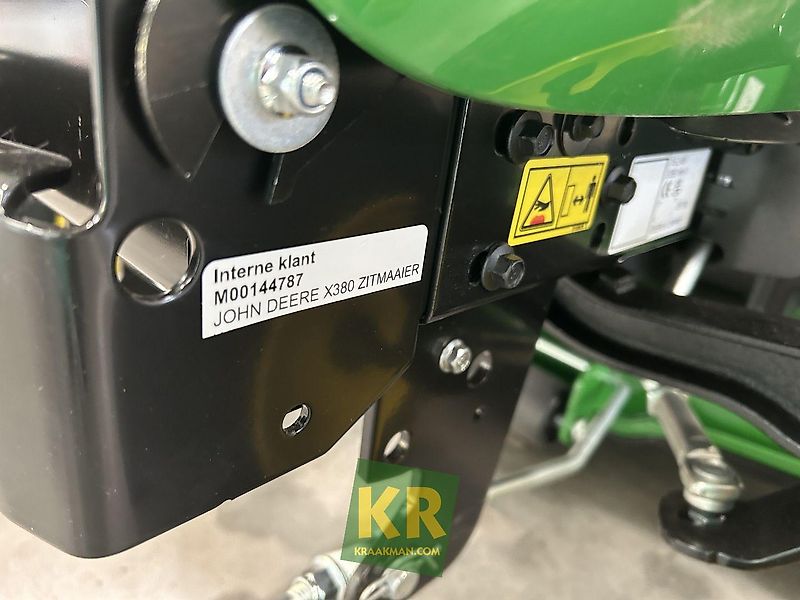 Interne klant
M00144787
JOHN DEERE X380 ZITMAAIER
KR
KRAAKMAN.COM